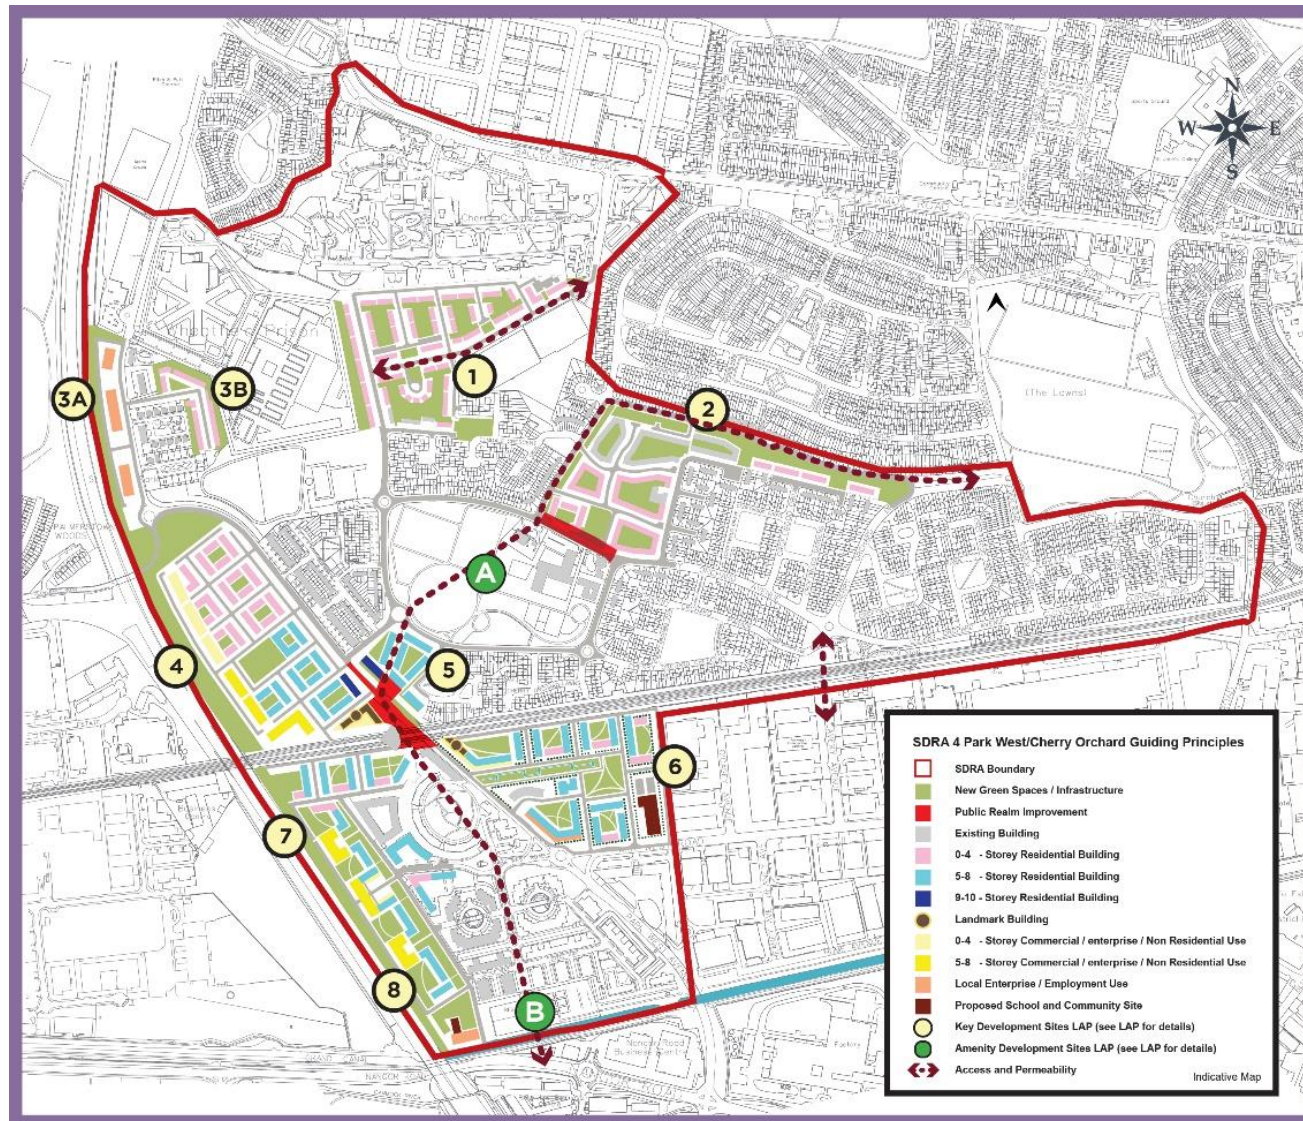 N
W E
S
(The Lawns)
1
2
3A
3B
A
4
5
6
7
8
B
Factory
SDRA 4 Park West/Cherry Orchard Guiding Principles
SDRA Boundary
New Green Spaces / Infrastructure
Public Realm Improvement
Existing Building
0-4 - Storey Residential Building
5-8 - Storey Residential Building
9-10 - Storey Residential Building
Landmark Building
0-4 - Storey Commercial / enterprise / Non Residential Use
5-8 - Storey Commercial / enterprise / Non Residential Use
Local Enterprise / Employment Use
Proposed School and Community Site
Key Development Sites LAP (see LAP for details)
Amenity Development Sites LAP (see LAP for details)
Access and Permeability
Indicative Map